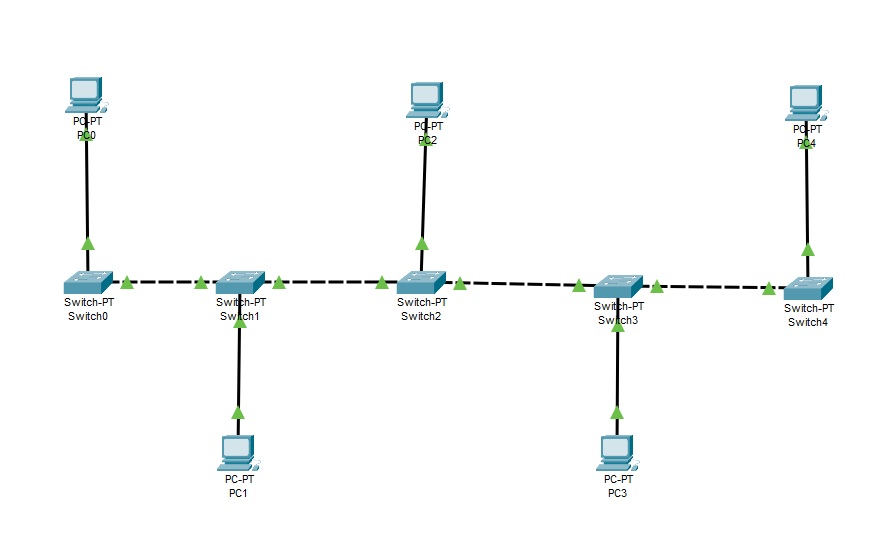 PC-PT
PC0
PC-PT
PC2
PC-PT
PC4
Switch-PT
Switch0
Switch-PT
Switch1
Switch-PT
Switch2
Switch-PT
Switch3
Switch-PT
Switch4
PC-PT
PC1
PC-PT
PC3